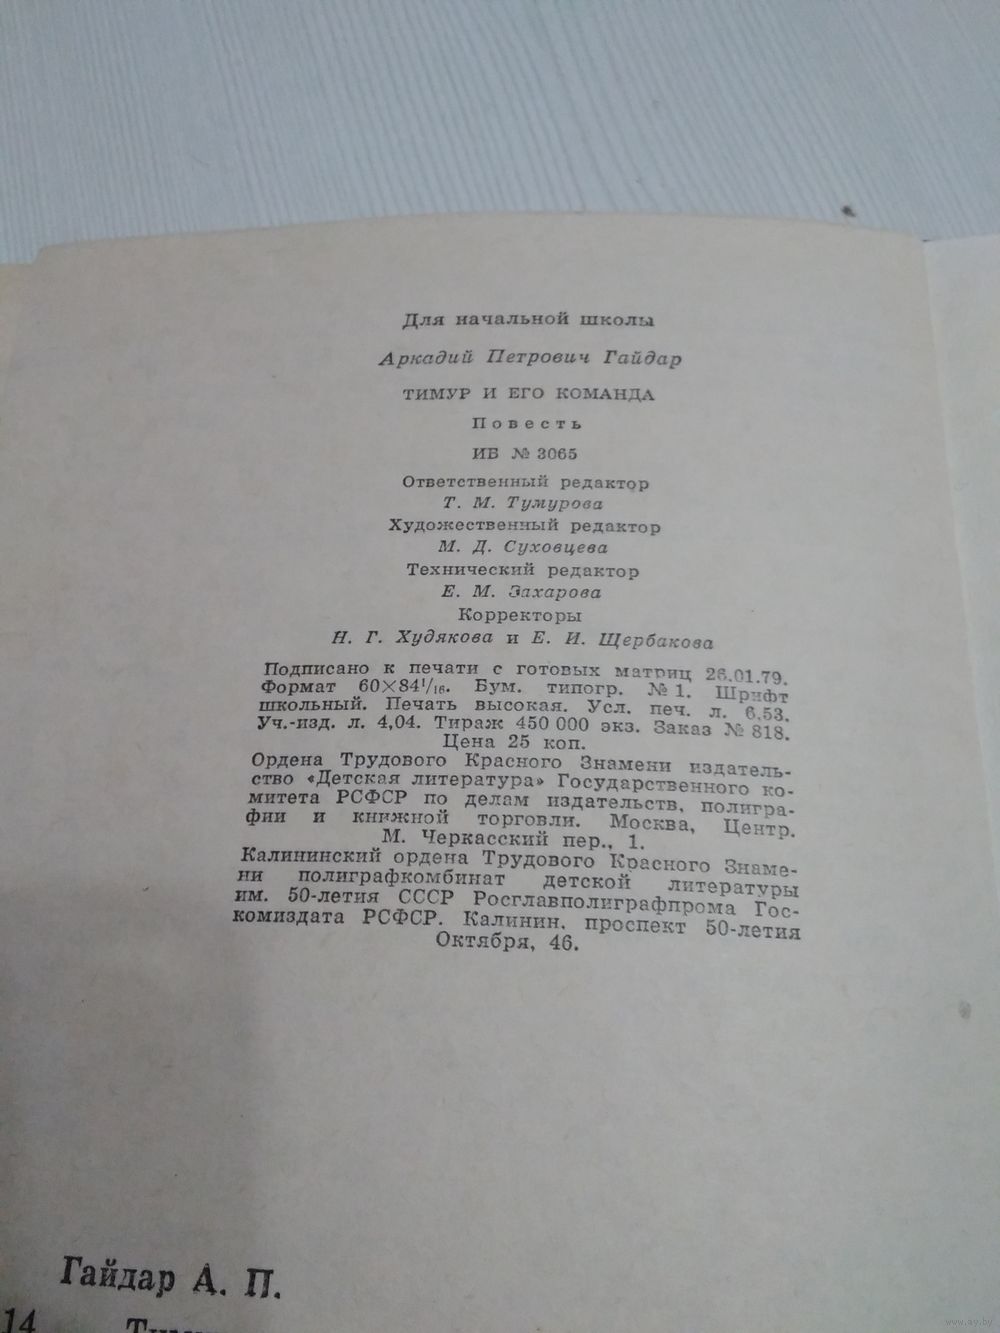 Для начальной школы
Аркадий Петрович Гайдар
ТИМУР И ЕГО КОМАНДА
Повесть
ИБ № 3065
Ответственный редактор
Т. М. Тумурова
Художественный редактор
М. Д. Суховцева
Технический редактор
Е. М. Захарова
Корректоры
Н. Г. Худякова и Е. И. Щербакова
Подписано к печати с готовых матриц 26.01.79.
Формат 60×84¹/₁₆. Бум. типогр. № 1. Шрифт
школьный. Печать высокая. Усл. печ. л. 6,53.
Уч.-изд. л. 4,04. Тираж 450 000 экз. Заказ № 818.
Цена 25 коп.
Ордена Трудового Красного Знамени издатель-
ство «Детская литература» Государственного ко-
митета РСФСР по делам издательств, полигра-
фии и книжной торговли. Москва, Центр.
М. Черкасский пер., 1.
Калининский ордена Трудового Красного Знаме-
ни полиграфкомбинат детской литературы
им. 50-летия СССР Росглавполиграфпрома Гос-
комиздата РСФСР. Калинин, проспект 50-летия
Октября, 46.
Гайдар А. П.
14
www.ay.by